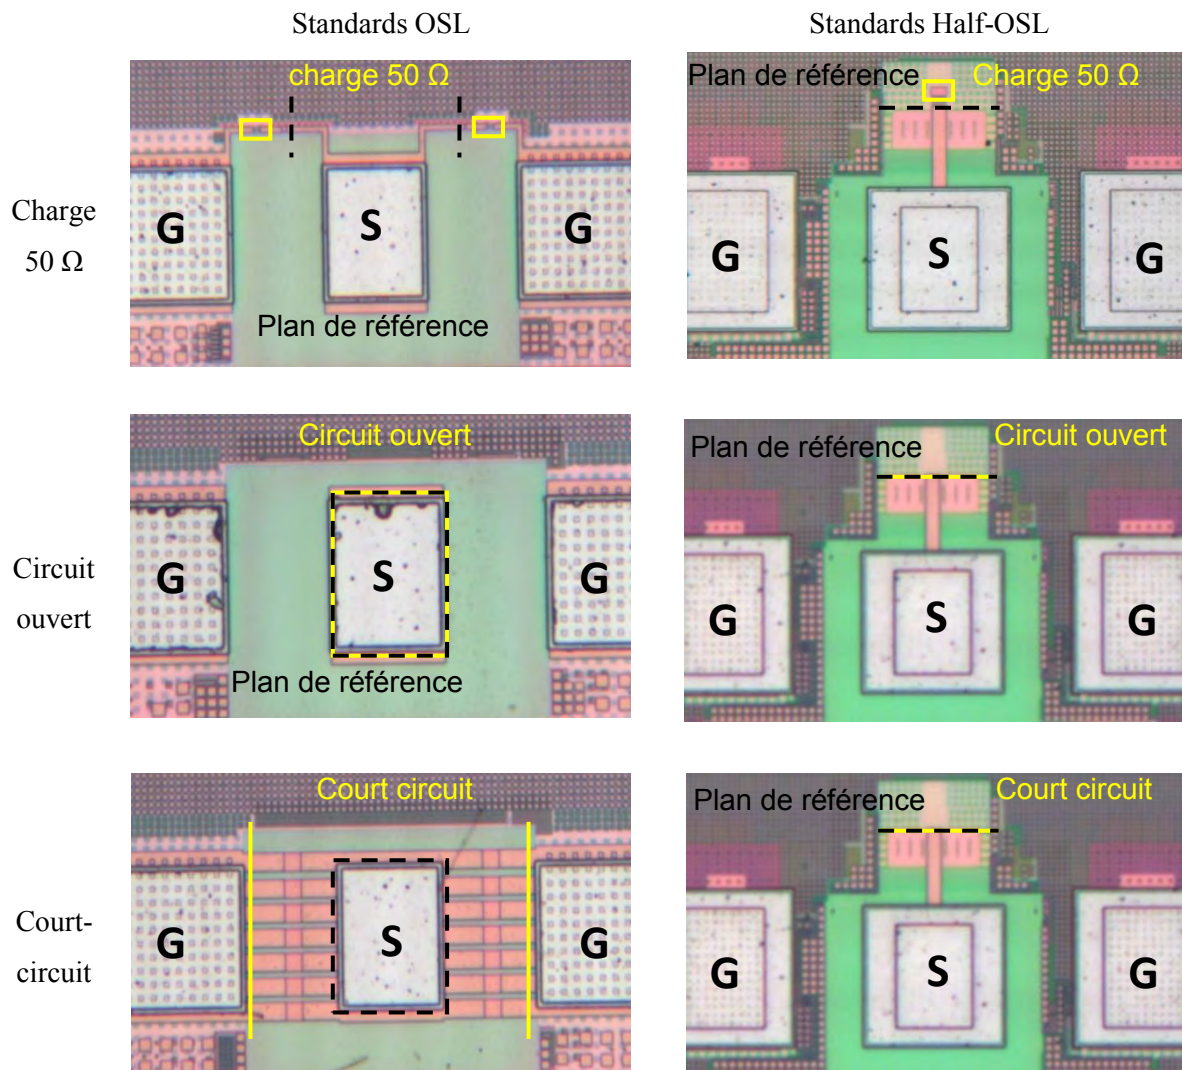 Standards OSL
Standards Half-OSL
Charge
50 Ω
charge 50 Ω
G
S
G
Plan de référence
Plan de référence
Charge 50 Ω
G
S
G
Circuit
ouvert
Circuit ouvert
G
S
G
Plan de référence
Plan de référence
Circuit ouvert
G
S
G
Court-
circuit
Court circuit
G
S
G
Plan de référence
Court circuit
G
S
G